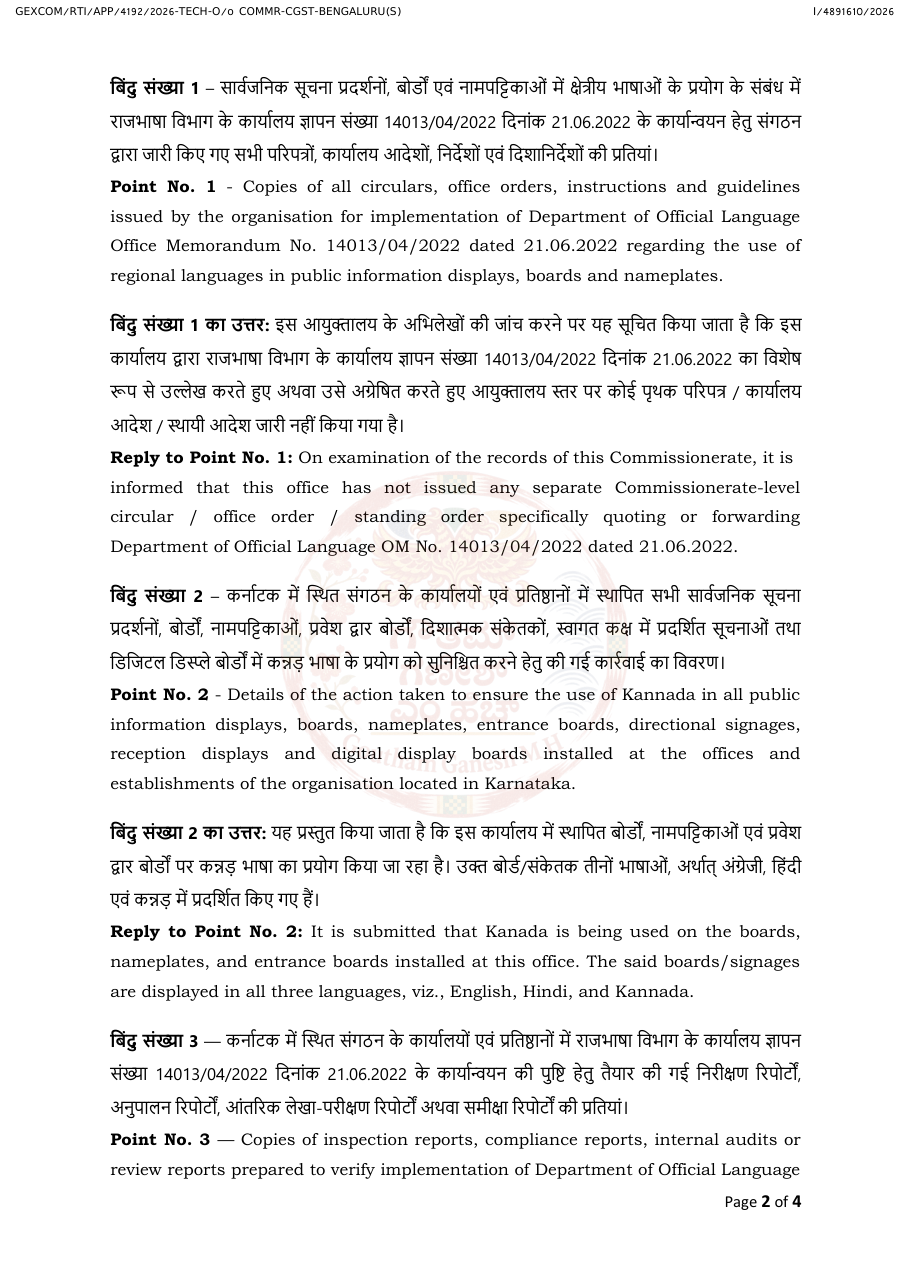 GEXCOM/RTI/APP/4192/2026-TECH-O/o COMMR-CGST-BENGALURU(S)
I/4891610/2026
बिंदु संख्या 1 – सार्वजनिक सूचना प्रदर्शनों, बोर्डों एवं नामपट्टिकाओं में क्षेत्रीय भाषाओं के प्रयोग के संबंध में
राजभाषा विभाग के कार्यालय ज्ञापन संख्या 14013/04/2022 दिनांक 21.06.2022 के कार्यान्वयन हेतु संगठन
द्वारा जारी किए गए सभी परिपत्रों, कार्यालय आदेशों, निर्देशों एवं दिशानिर्देशों की प्रतियां।
Point No. 1 - Copies of all circulars, office orders, instructions and guidelines
issued by the organisation for implementation of Department of Official Language
Office Memorandum No. 14013/04/2022 dated 21.06.2022 regarding the use of
regional languages in public information displays, boards and nameplates.
बिंदु संख्या 1 का उत्तर: इस आयुक्तालय के अभिलेखों की जांच करने पर यह सूचित किया जाता है कि इस
कार्यालय द्वारा राजभाषा विभाग के कार्यालय ज्ञापन संख्या 14013/04/2022 दिनांक 21.06.2022 का विशेष
रूप से उल्लेख करते हुए अथवा उसे अग्रेषित करते हुए आयुक्तालय स्तर पर कोई पृथक परिपत्र / कार्यालय
आदेश / स्थायी आदेश जारी नहीं किया गया है।
Reply to Point No. 1: On examination of the records of this Commissionerate, it is
informed that this office has not issued any separate Commissionerate-level
circular / office order / standing order specifically quoting or forwarding
Department of Official Language OM No. 14013/04/2022 dated 21.06.2022.
बिंदु संख्या 2 – कर्नाटक में स्थित संगठन के कार्यालयों एवं प्रतिष्ठानों में स्थापित सभी सार्वजनिक सूचना
प्रदर्शनों, बोर्डों, नामपट्टिकाओं, प्रवेश द्वार बोर्डों, दिशात्मक संकेतकों, स्वागत कक्ष में प्रदर्शित सूचनाओं तथा
डिजिटल डिस्प्ले बोर्डों में कन्नड़ भाषा के प्रयोग को सुनिश्चित करने हेतु की गई कार्रवाई का विवरण।
Point No. 2 - Details of the action taken to ensure the use of Kannada in all public
information displays, boards, nameplates, entrance boards, directional signages,
reception displays and digital display boards installed at the offices and
establishments of the organisation located in Karnataka.
बिंदु संख्या 2 का उत्तर: यह प्रस्तुत किया जाता है कि इस कार्यालय में स्थापित बोर्डों, नामपट्टिकाओं एवं प्रवेश
द्वार बोर्डों पर कन्नड़ भाषा का प्रयोग किया जा रहा है। उक्त बोर्ड/संकेतक तीनों भाषाओं, अर्थात् अंग्रेजी, हिंदी
एवं कन्नड़ में प्रदर्शित किए गए हैं।
Reply to Point No. 2: It is submitted that Kanada is being used on the boards,
nameplates, and entrance boards installed at this office. The said boards/signages
are displayed in all three languages, viz., English, Hindi, and Kannada.
बिंदु संख्या 3 — कर्नाटक में स्थित संगठन के कार्यालयों एवं प्रतिष्ठानों में राजभाषा विभाग के कार्यालय ज्ञापन
संख्या 14013/04/2022 दिनांक 21.06.2022 के कार्यान्वयन की पुष्टि हेतु तैयार की गई निरीक्षण रिपोर्टों,
अनुपालन रिपोर्टों, आंतरिक लेखा-परीक्षण रिपोर्टों अथवा समीक्षा रिपोर्टों की प्रतियां।
Point No. 3 — Copies of inspection reports, compliance reports, internal audits or
review reports prepared to verify implementation of Department of Official Language
Page 2 of 4